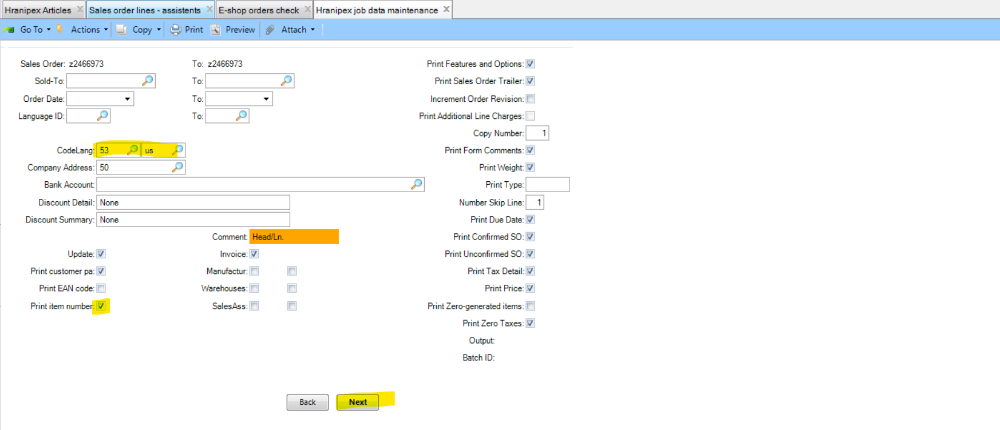 Hranipex Articles Sales order lines - assistents E-shop orders check Hranipex job data maintenance
Go To Actions Copy Print Preview Attach
Sales Order: z2466973 To: z2466973 Print Features and Options:
Sold-To: To: Print Sales Order Trailer:
Order Date: To: Increment Order Revision:
Language ID: To: Print Additional Line Charges:
Copy Number: 1
CodeLang: 53 us Print Form Comments:
Company Address: 50 Print Weight:
Bank Account: Print Type:
Discount Detail: None Number Skip Line: 1
Discount Summary: None Print Due Date:
Comment: Head/Ln. Print Confirmed SO:
Update: Invoice: Print Unconfirmed SO:
Print customer pa: Manufactur: Print Tax Detail:
Print EAN code: Warehouses: Print Price:
Print item number: SalesAss: Print Zero-generated items:
Print Zero Taxes:
Output:
Batch ID:
Back Next